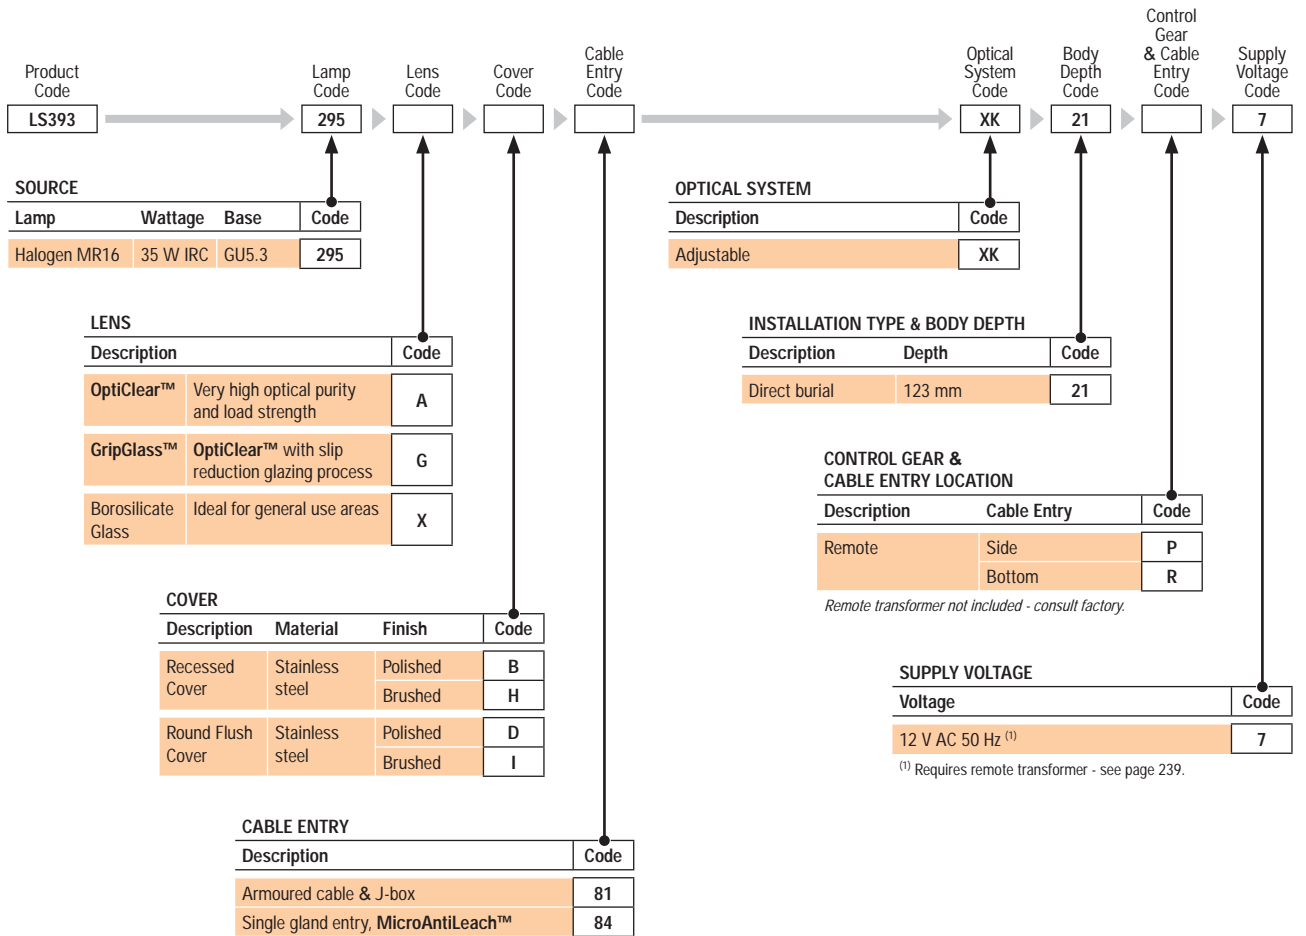 Product
Code
LS393
Lamp
Code
295
Lens
Code
Cover
Code
Cable
Entry
Code
Optical
System
Code
XK
Body
Depth
Code
21
Control
Gear
& Cable
Entry
Code
Supply
Voltage
Code
7
SOURCE
Lamp Wattage Base Code
Halogen MR16 35 W IRC GU5.3 295
OPTICAL SYSTEM
Description Code
Adjustable XK
LENS
Description Code
OptiClear™ Very high optical purity
and load strength A
GripGlass™ OptiClear™ with slip
reduction glazing process G
Borosilicate Ideal for general use areas
Glass X
INSTALLATION TYPE & BODY DEPTH
Description Depth Code
Direct burial 123 mm 21
CONTROL GEAR &
CABLE ENTRY LOCATION
Description Cable Entry Code
Remote Side P
Bottom R
Remote transformer not included - consult factory.
COVER
Description Material Finish Code
Recessed Stainless Polished B
Cover steel Brushed H
Round Flush Stainless Polished D
Cover steel Brushed I
SUPPLY VOLTAGE
Voltage Code
12 V AC 50 Hz (1) 7
(1) Requires remote transformer - see page 239.
CABLE ENTRY
Description Code
Armoured cable & J-box 81
Single gland entry, MicroAntiLeach™ 84